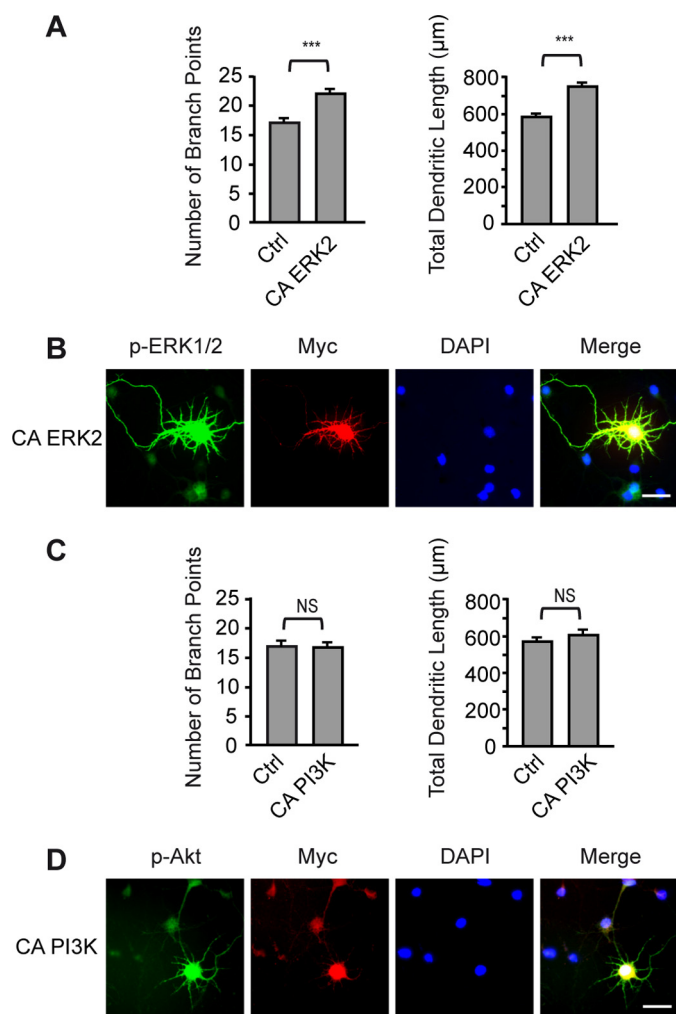 A
Number of Branch Points
25
20
15
10
5
0
***
Ctrl
CA ERK2
Total Dendritic Length (µm)
800
600
400
600
200
0
***
Ctrl
CA ERK2
B
p-ERK1/2
Myc
DAPI
Merge
CA ERK2
C
Number of Branch Points
25
20
15
10
5
0
NS
Ctrl
CA PI3K
Total Dendritic Length (µm)
800
600
400
600
200
0
NS
Ctrl
CA PI3K
D
p-Akt
Myc
DAPI
Merge
CA PI3K